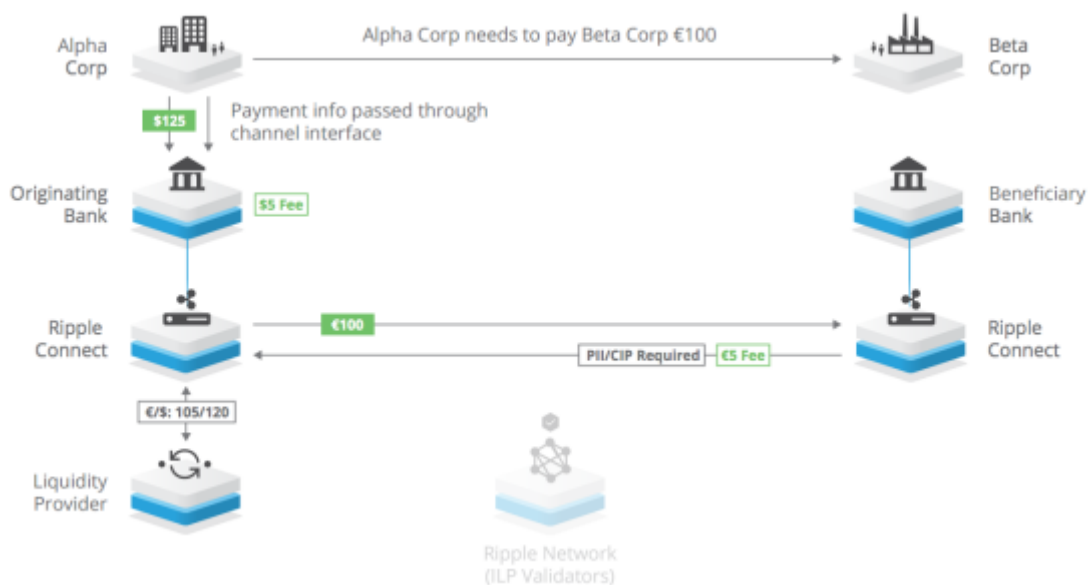 Alpha
Corp
Alpha Corp needs to pay Beta Corp €100
Beta
Corp
$125
Payment info passed through
channel interface
Originating
Bank
$5 Fee
Beneficiary
Bank
Ripple
Connect
€100
PII/CIP Required
€5 Fee
Ripple
Connect
€/$: 105/120
Liquidity
Provider
Ripple Network
(ILP Validators)